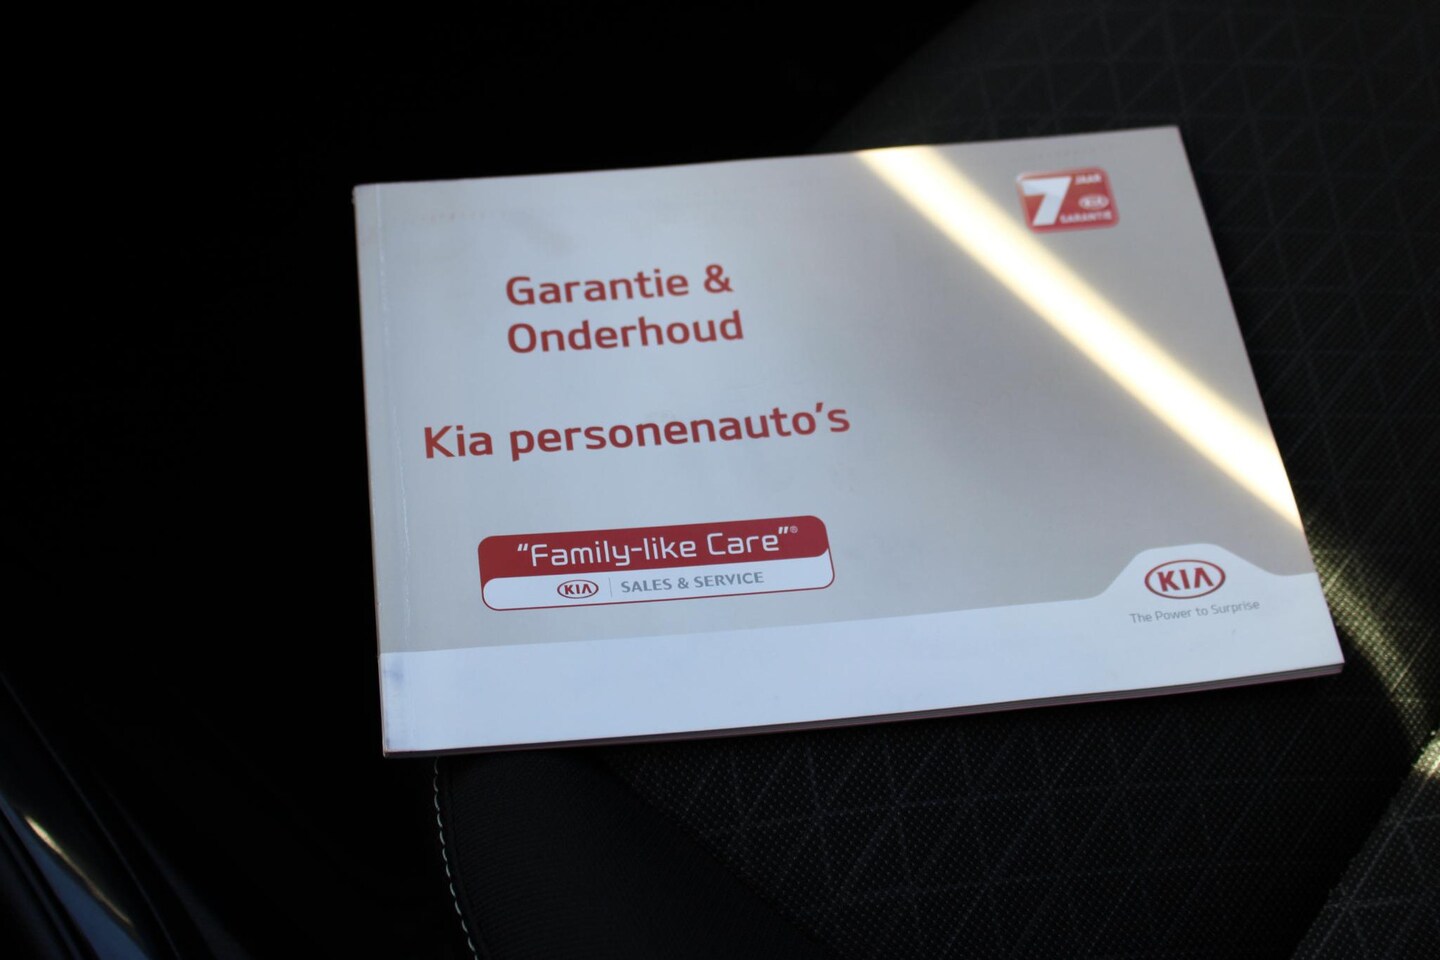 7 JAAR
KIA
GARANTIE
Garantie &
Onderhoud
Kia personenauto's
"Family-like Care"®
KIA | SALES & SERVICE
KIA
The Power to Surprise